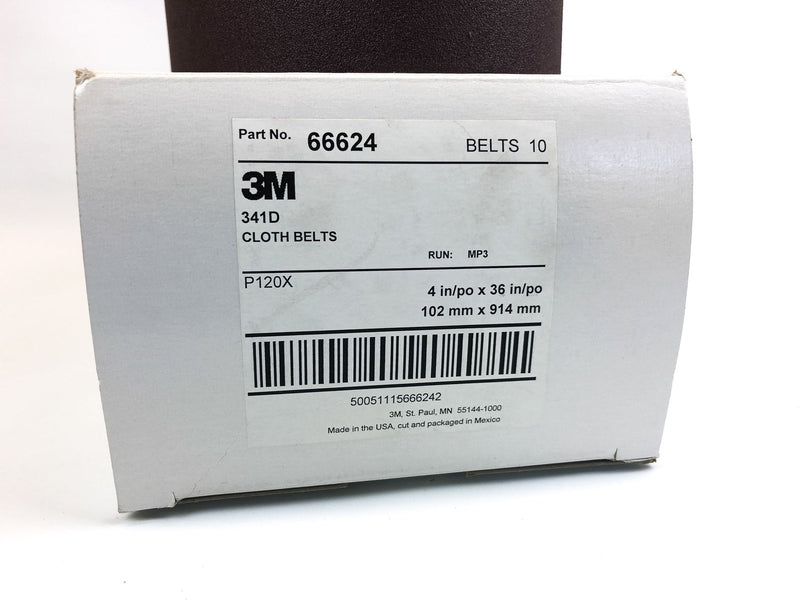 Part No. 66624 BELTS 10
3M
341D
CLOTH BELTS
RUN: MP3
P120X
4 in/po x 36 in/po
102 mm x 914 mm
50051115666242
3M, St. Paul, MN 55144-1000
Made in the USA, cut and packaged in Mexico